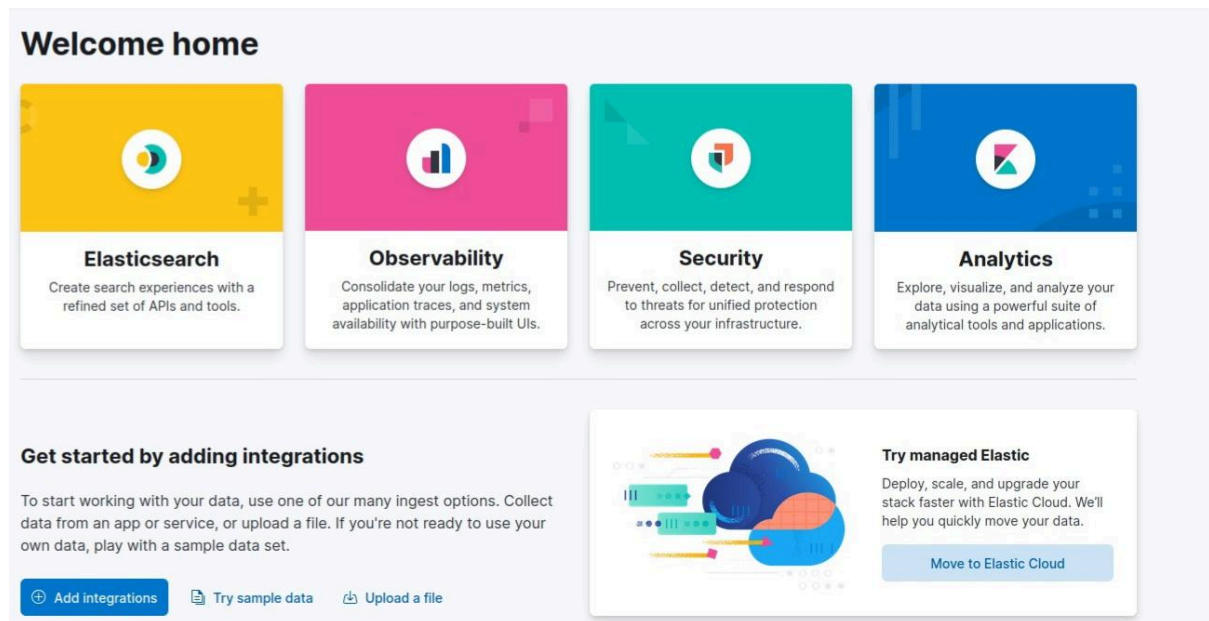 Welcome home
Elasticsearch
Create search experiences with a
refined set of APIs and tools.
Observability
Consolidate your logs, metrics,
application traces, and system
availability with purpose-built UIs.
Security
Prevent, collect, detect, and respond
to threats for unified protection
across your infrastructure.
Analytics
Explore, visualize, and analyze your
data using a powerful suite of
analytical tools and applications.
Get started by adding integrations
To start working with your data, use one of our many ingest options. Collect
data from an app or service, or upload a file. If you're not ready to use your
own data, play with a sample data set.
Add integrations
Try sample data
Upload a file
Try managed Elastic
Deploy, scale, and upgrade your
stack faster with Elastic Cloud. We'll
help you quickly move your data.
Move to Elastic Cloud